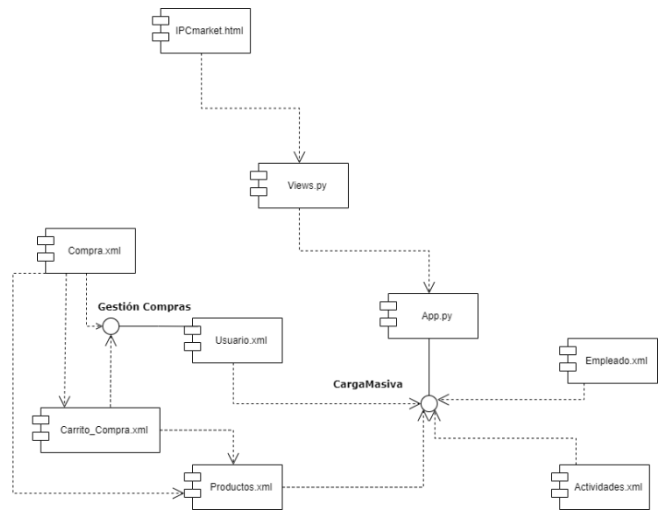 IPCmarket.html
Views.py
Compra.xml
Gestión Compras
App.py
Usuario.xml
Empleado.xml
CargaMasiva
Carrito_Compra.xml
Productos.xml
Actividades.xml